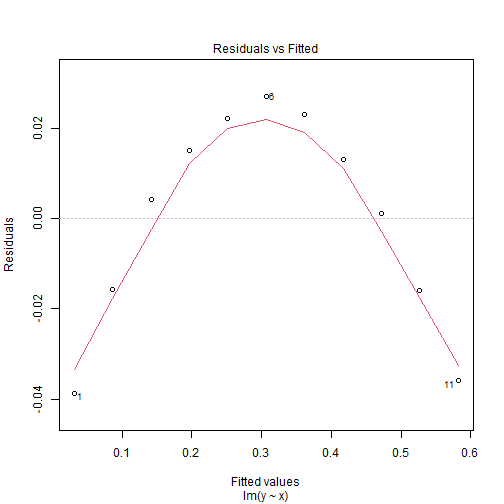 Residuals vs Fitted
Residuals
0.02
0.00
-0.02
-0.04
6
1
11
0.1 0.2 0.3 0.4 0.5 0.6
Fitted values
lm(y ~ x)